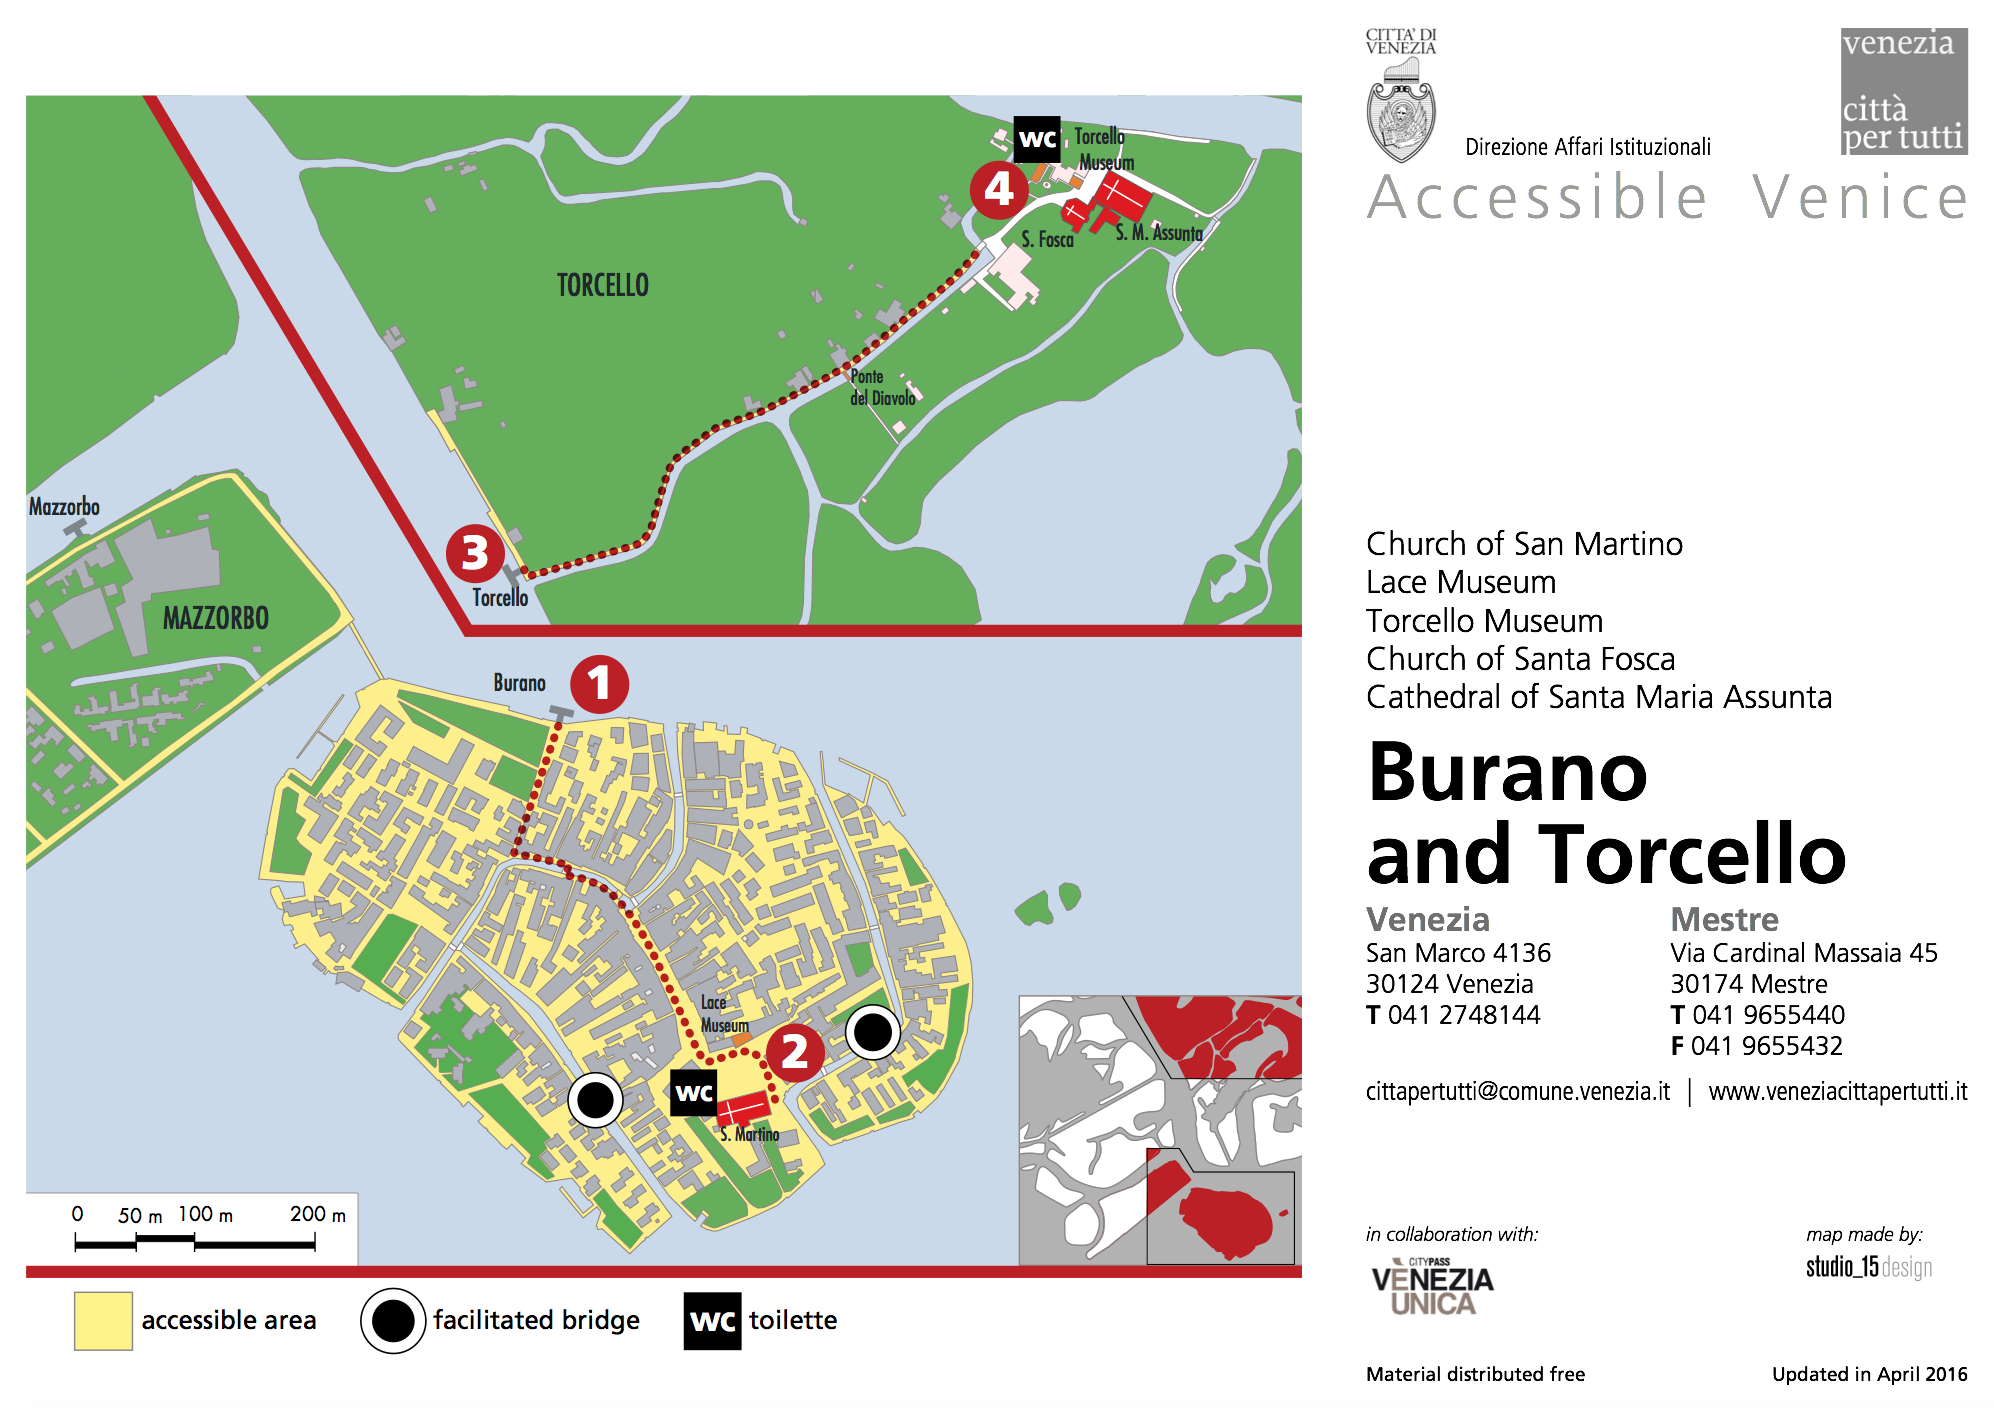 CITTA' DI
VENEZIA
venezia
città
per tutti
Direzione Affari Istituzionali
Accessible Venice
wc
Torcello
Museum
4
S. Fosca
S. M. Assunta
TORCELLO
Ponte
del Diavolo
Mazzorbo
3
Torcello
MAZZORBO
Burano
1
Lace
Museum
2
wc
S. Martino
0 50 m 100 m 200 m
accessible area
facilitated bridge
wc toilette
Church of San Martino
Lace Museum
Torcello Museum
Church of Santa Fosca
Cathedral of Santa Maria Assunta
Burano
and Torcello
Venezia
San Marco 4136
30124 Venezia
T 041 2748144
Mestre
Via Cardinal Massaia 45
30174 Mestre
T 041 9655440
F 041 9655432
cittapertutti@comune.venezia.it | www.veneziacittapertutti.it
in collaboration with:
CITYPASS
VENEZIA
UNICA
map made by:
studio_15design
Material distributed free
Updated in April 2016